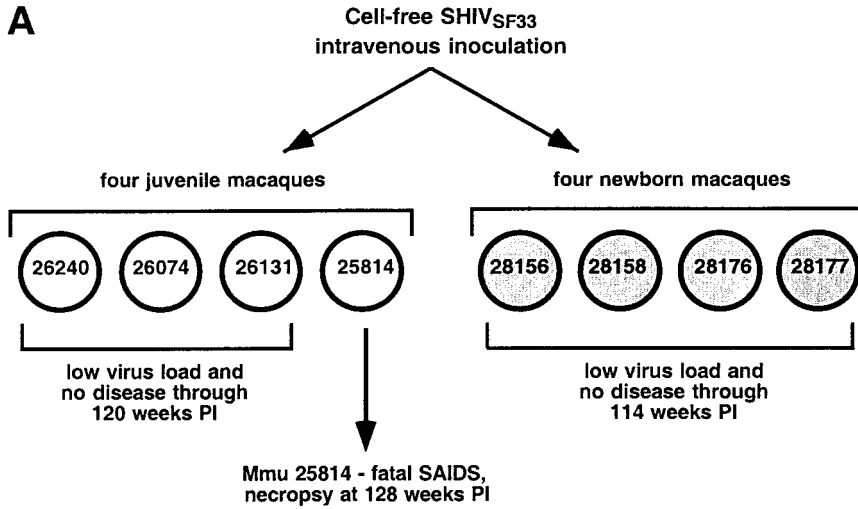 A
Cell-free SHIVSF33
intravenous inoculation
four juvenile macaques
four newborn macaques
26240 26074 26131 25814
28156 28158 28176 28177
low virus load and
no disease through
120 weeks PI
low virus load and
no disease through
114 weeks PI
Mmu 25814 - fatal SAIDS,
necropsy at 128 weeks PI